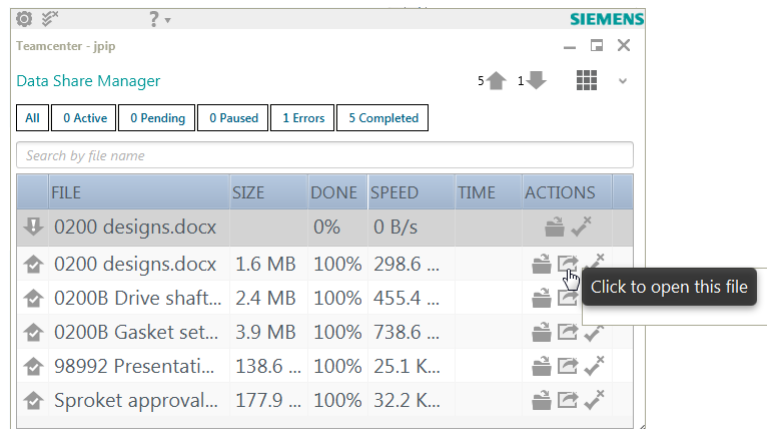 ? SIEMENS
Teamcenter - jpip
Data Share Manager 5 1
All 0 Active 0 Pending 0 Paused 1 Errors 5 Completed
Search by file name
FILE SIZE DONE SPEED TIME ACTIONS
0200 designs.docx 0% 0 B/s
0200 designs.docx 1.6 MB 100% 298.6 ...
0200B Drive shaft... 2.4 MB 100% 455.4 ...
Click to open this file
0200B Gasket set... 3.9 MB 100% 738.6 ...
98992 Presentati... 138.6 ... 100% 25.1 K...
Sproket approval... 177.9 ... 100% 32.2 K...